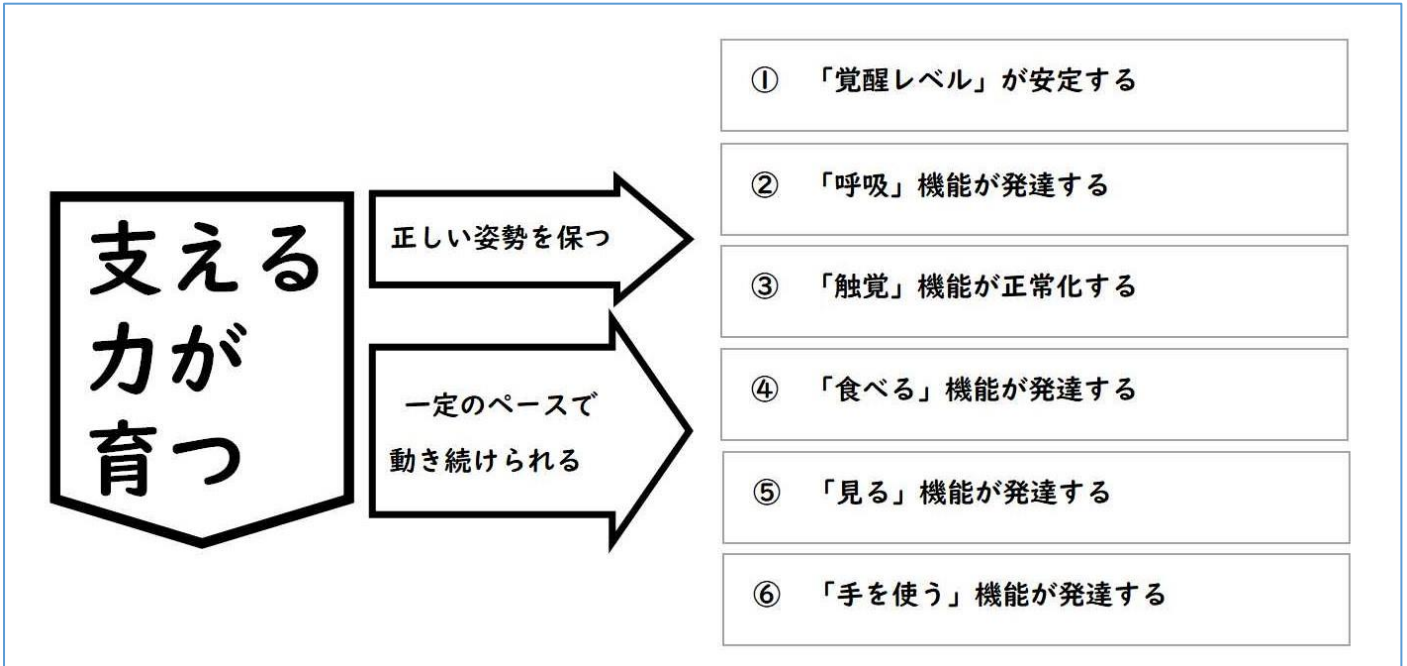 支える
力が
育つ
正しい姿勢を保つ
一定のペースで
動き続けられる
① 「覚醒レベル」が安定する
② 「呼吸」機能が発達する
③ 「触覚」機能が正常化する
④ 「食べる」機能が発達する
⑤ 「見る」機能が発達する
⑥ 「手を使う」機能が発達する